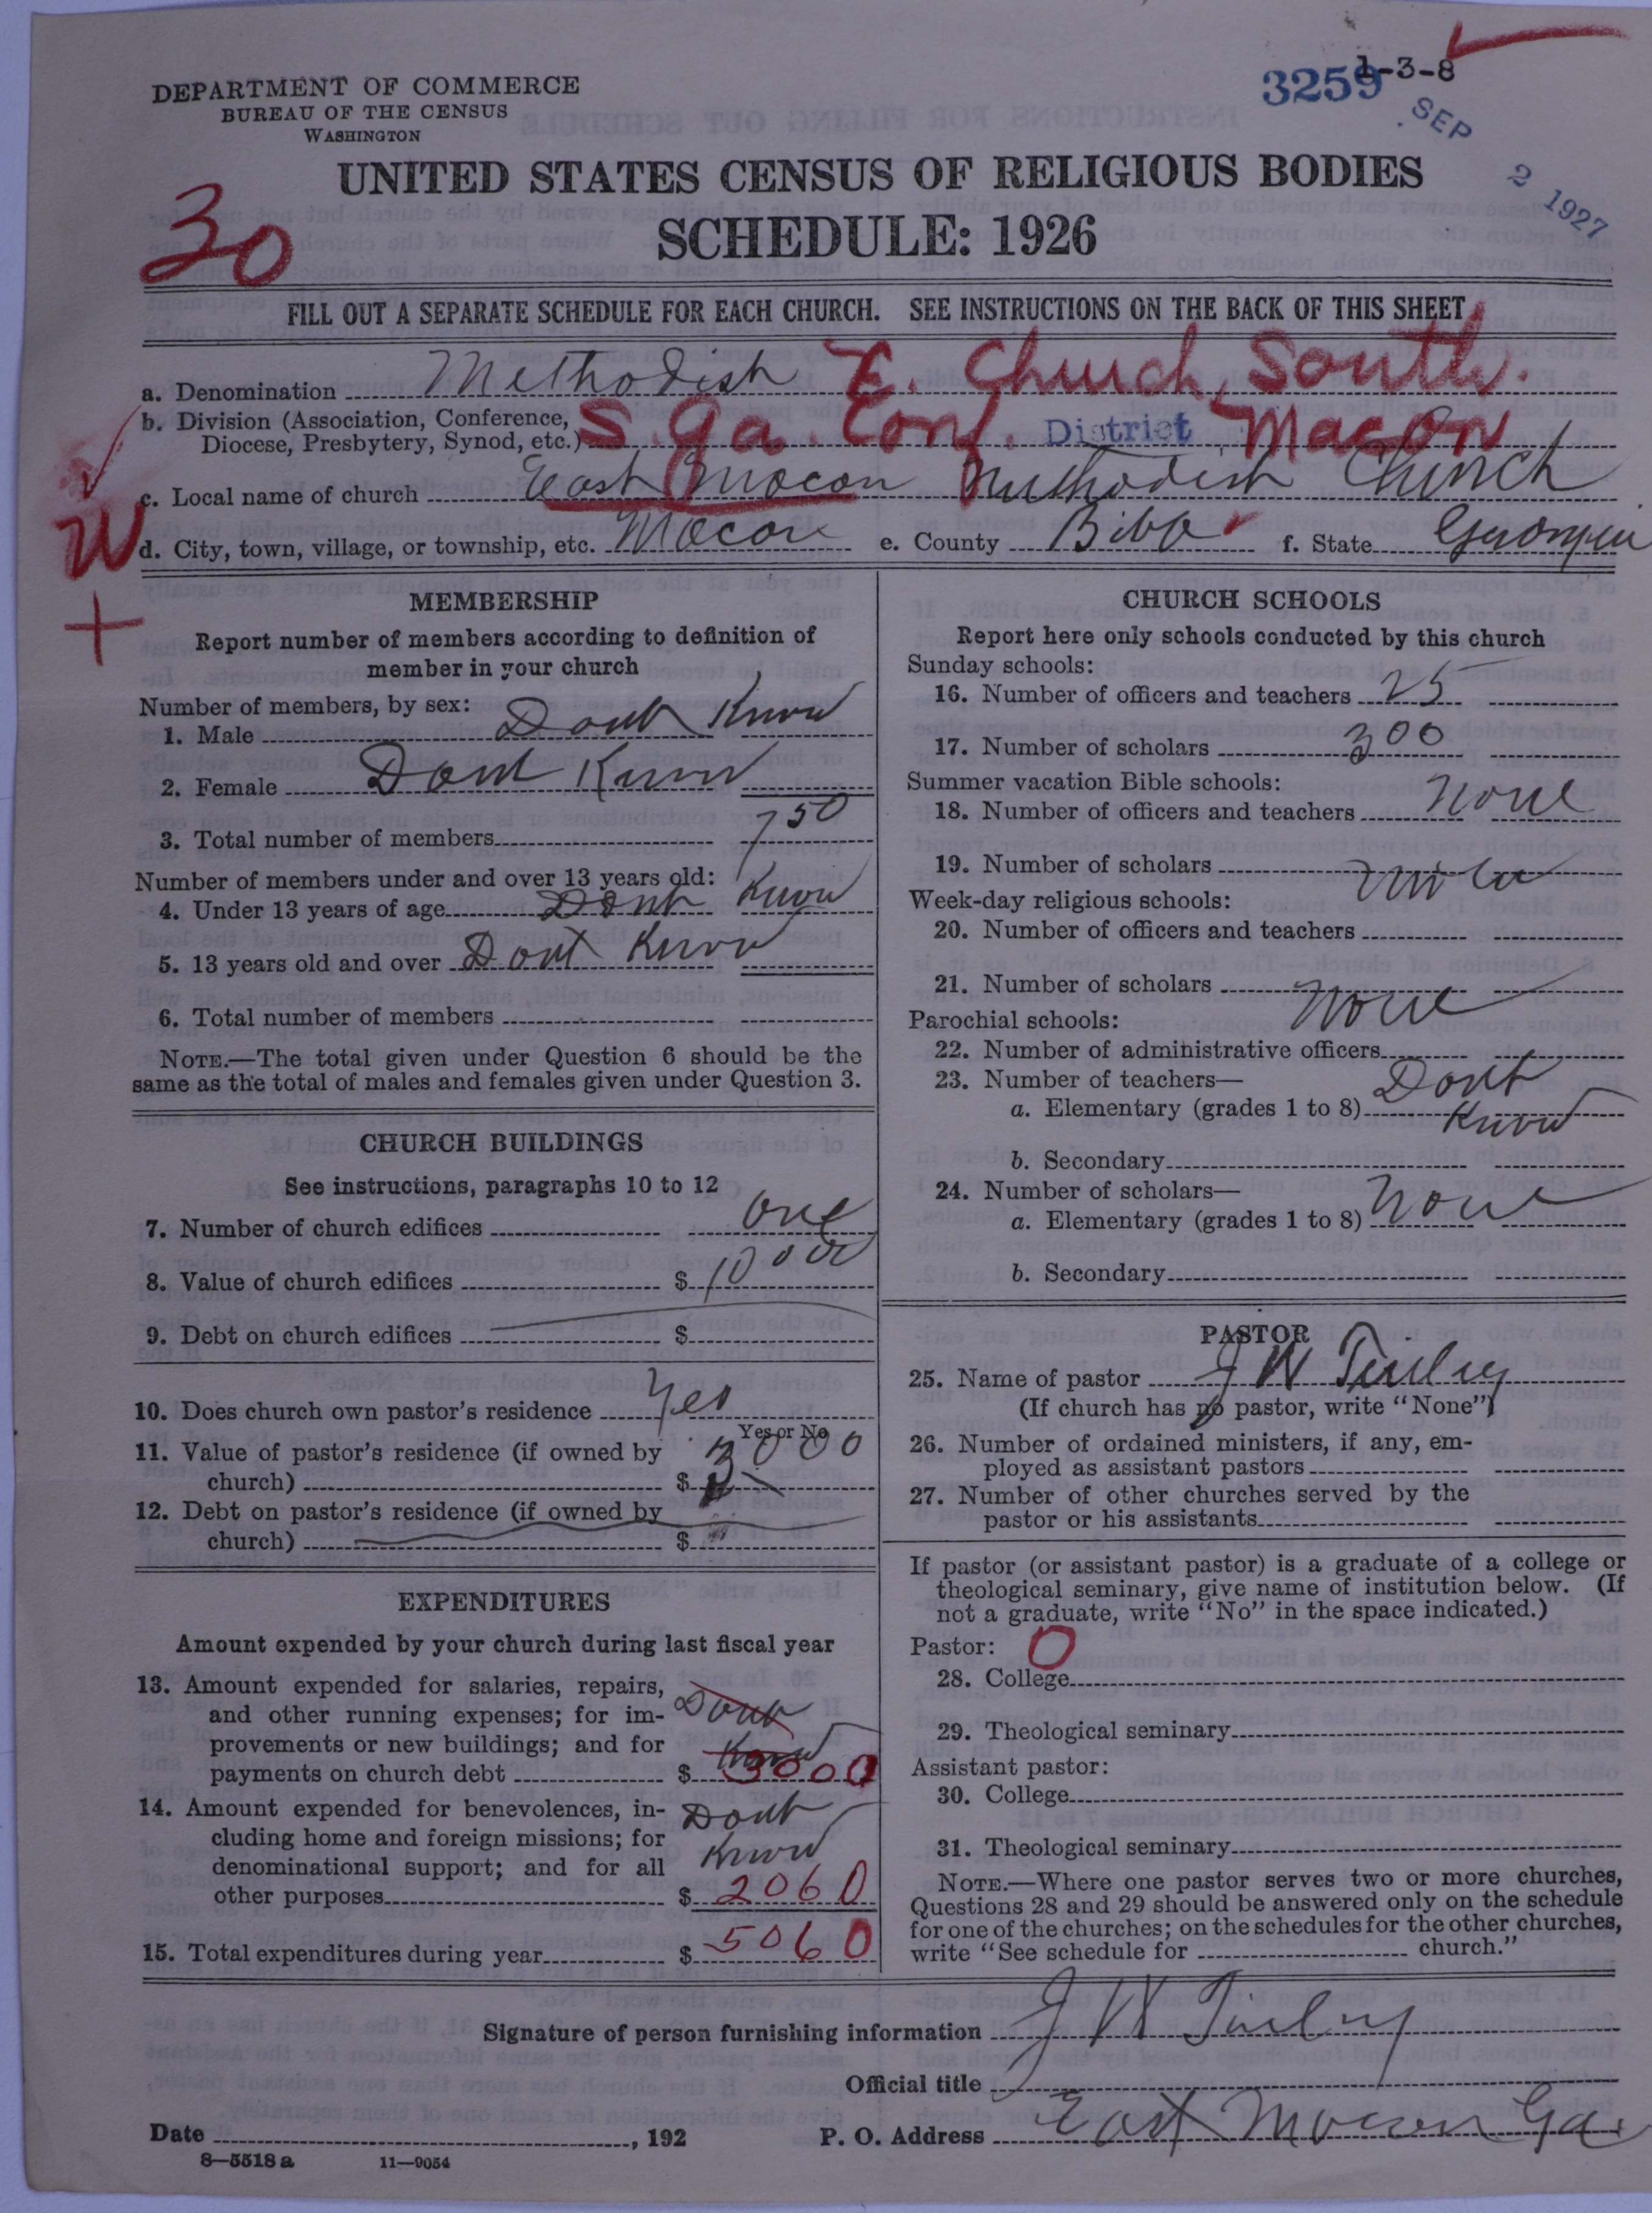 DEPARTMENT OF COMMERCE
BUREAU OF THE CENSUS
WASHINGTON
3259
1-3-8
SEP 2 1927
UNITED STATES CENSUS OF RELIGIOUS BODIES
SCHEDULE: 1926
30
FILL OUT A SEPARATE SCHEDULE FOR EACH CHURCH. SEE INSTRUCTIONS ON THE BACK OF THIS SHEET
a. Denomination Methodist E. Church, South.
b. Division (Association, Conference,
Diocese, Presbytery, Synod, etc.) S. Ga. Conf. District Macon
c. Local name of church East Macon Methodist Church
W
d. City, town, village, or township, etc. Macon e. County Bibb f. State Georgia
+
MEMBERSHIP
Report number of members according to definition of
member in your church
Number of members, by sex:
1. Male Dont Know
2. Female Dont Know
3. Total number of members 750
Number of members under and over 13 years old:
4. Under 13 years of age Dont Know
5. 13 years old and over Dont Know
6. Total number of members
NOTE.—The total given under Question 6 should be the
same as the total of males and females given under Question 3.
CHURCH BUILDINGS
See instructions, paragraphs 10 to 12
7. Number of church edifices one
8. Value of church edifices $ 10000
9. Debt on church edifices $
10. Does church own pastor's residence Yes
Yes or No
11. Value of pastor's residence (if owned by
church) $ 3000
12. Debt on pastor's residence (if owned by
church) $
EXPENDITURES
Amount expended by your church during last fiscal year
13. Amount expended for salaries, repairs,
and other running expenses; for im-
provements or new buildings; and for
payments on church debt $ Dont Know 3000
14. Amount expended for benevolences, in-
cluding home and foreign missions; for
denominational support; and for all
other purposes Dont Know $ 2060
15. Total expenditures during year $ 5060
CHURCH SCHOOLS
Report here only schools conducted by this church
Sunday schools:
16. Number of officers and teachers 25
17. Number of scholars 300
Summer vacation Bible schools:
18. Number of officers and teachers None
19. Number of scholars
Week-day religious schools:
20. Number of officers and teachers
21. Number of scholars None
Parochial schools:
22. Number of administrative officers
23. Number of teachers—
a. Elementary (grades 1 to 8) Dont Know
b. Secondary
24. Number of scholars—
a. Elementary (grades 1 to 8) None
b. Secondary
PASTOR
25. Name of pastor J W
(If church has no pastor, write "None")
26. Number of ordained ministers, if any, em-
ployed as assistant pastors
27. Number of other churches served by the
pastor or his assistants
If pastor (or assistant pastor) is a graduate of a college or
theological seminary, give name of institution below. (If
not a graduate, write "No" in the space indicated.)
Pastor: O
28. College
29. Theological seminary
Assistant pastor:
30. College
31. Theological seminary
NOTE.—Where one pastor serves two or more churches,
Questions 28 and 29 should be answered only on the schedule
for one of the churches; on the schedules for the other churches,
write "See schedule for church."
Signature of person furnishing information J W
Official title
Date , 192 P. O. Address East Macon Ga
8—5518 a 11—9054